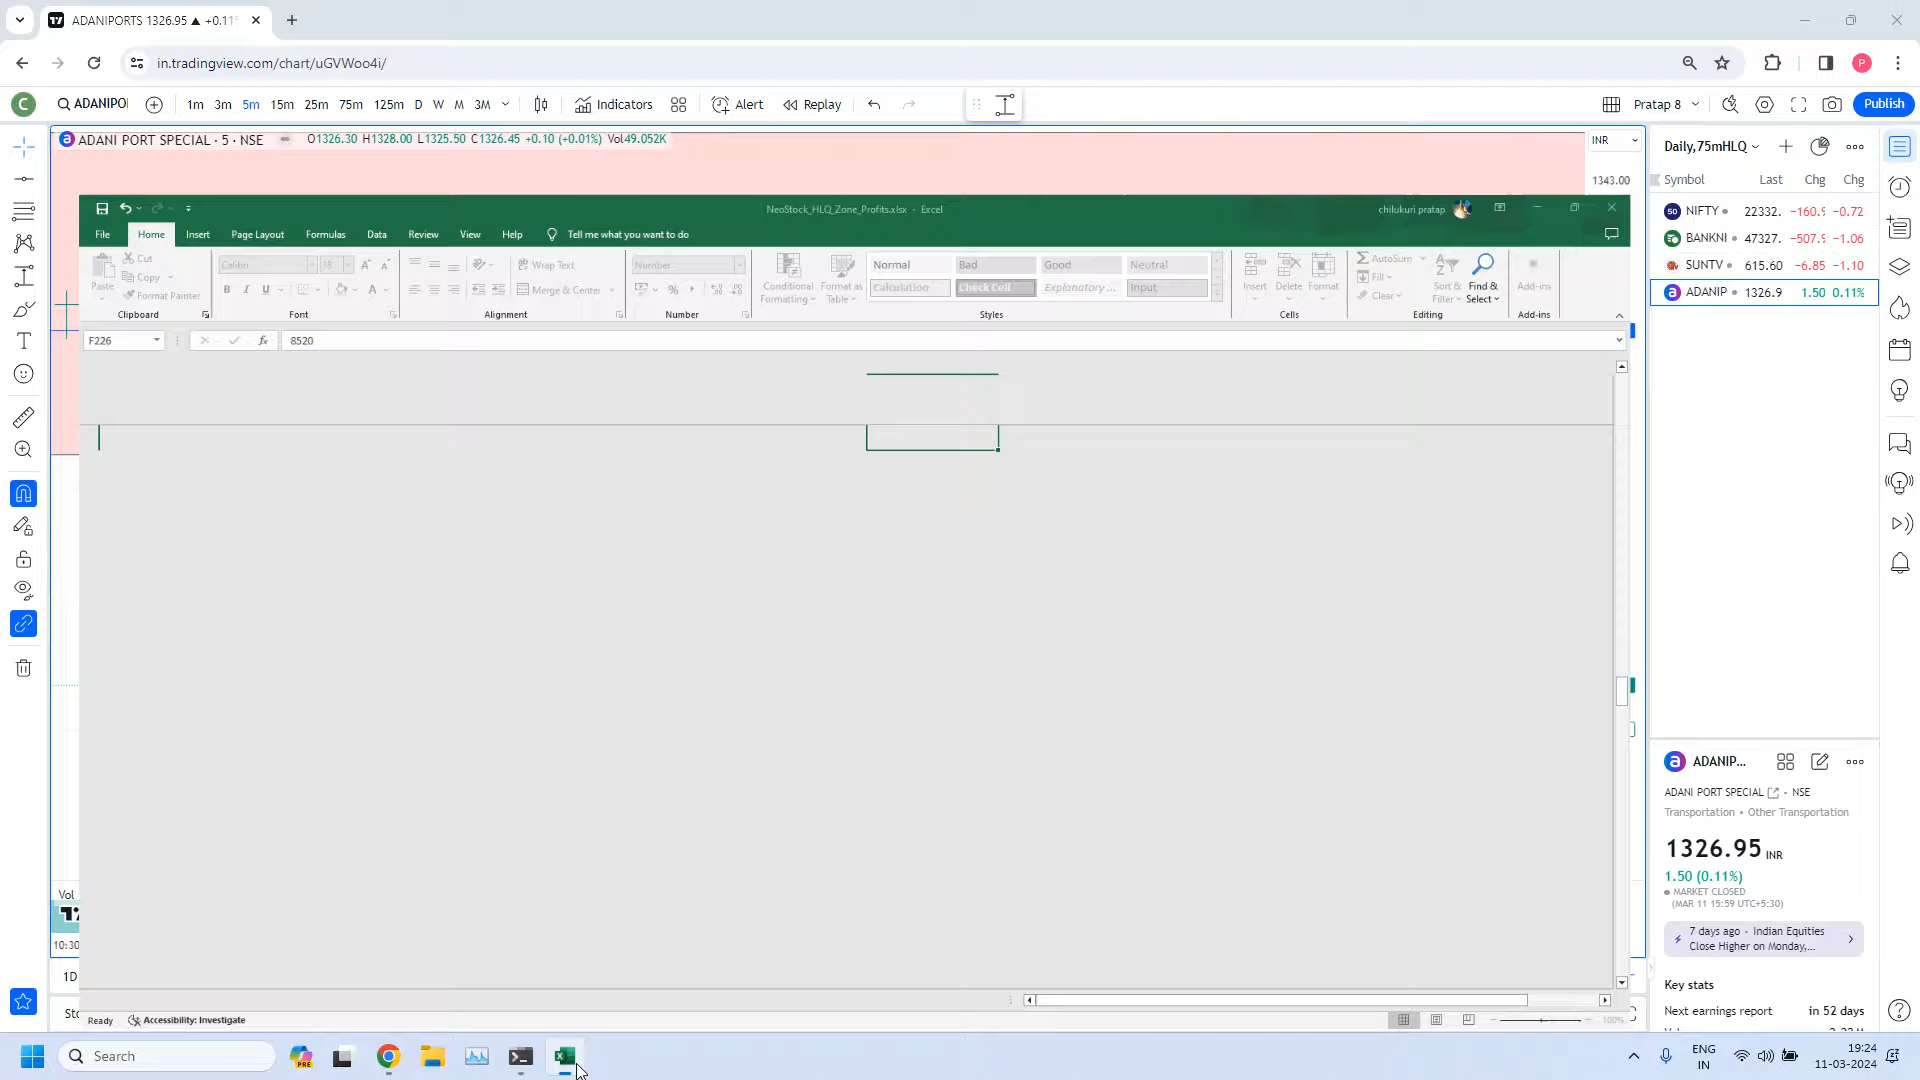 ADANIPORTS 1326.95 ▲ +0.11
in.tradingview.com/chart/uGVWoo4i/
P
C
ADANIPO
1m 3m 5m 15m 25m 75m 125m D W M 3M
Indicators
Alert
Replay
Pratap 8
Publish
ADANI PORT SPECIAL · 5 · NSE
O1326.30 H1328.00 L1325.50 C1326.45 +0.10 (+0.01%) Vol49.052K
INR
1343.00
Daily,75mHLQ
Symbol Last Chg Chg
50 NIFTY 22332. −160.9 −0.72
BANKNI 47327. −507.9 −1.06
SUNTV 615.60 −6.85 −1.10
ADANIP 1326.9 1.50 0.11%
NeoStock_HLQ_Zone_Profits.xlsx - Excel
chilukuri pratap
File Home Insert Page Layout Formulas Data Review View Help Tell me what you want to do
Paste
Cut
Copy
Format Painter
Clipboard
Calibri 18
B I U
Font
Wrap Text
Merge & Center
Alignment
Number
Number
Conditional Formatting
Format as Table
Normal Bad Good Neutral
Calculation Check Cell Explanatory ... Input
Styles
Insert Delete Format
Cells
AutoSum
Fill
Clear
Sort & Filter
Find & Select
Editing
Add-ins
Add-ins
F226
fx
8520
Vol
10:30
1D
Ready
Accessibility: Investigate
100%
ADANIP...
ADANI PORT SPECIAL · NSE
Transportation • Other Transportation
1326.95 INR
1.50 (0.11%)
MARKET CLOSED
(MAR 11 15:59 UTC+5:30)
7 days ago - Indian Equities
Close Higher on Monday,...
Key stats
Next earnings report in 52 days
Search
PRE
ENG
IN
19:24
11-03-2024